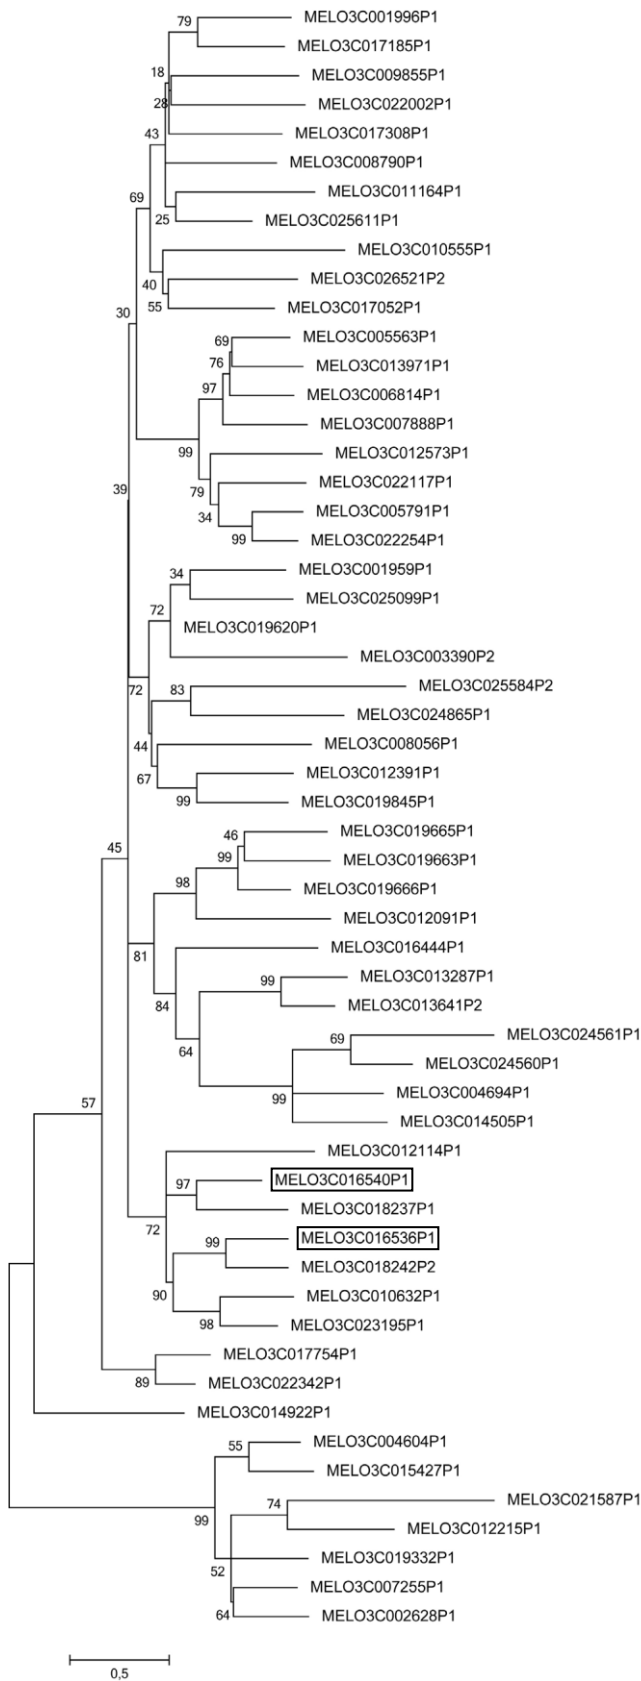 79 MELO3C001996P1
MELO3C017185P1
18 MELO3C009855P1
28 MELO3C022002P1
43 MELO3C017308P1
MELO3C008790P1
69 MELO3C011164P1
25 MELO3C025611P1
MELO3C010555P1
40 MELO3C026521P2
55 MELO3C017052P1
30
69 MELO3C005563P1
76 MELO3C013971P1
97 MELO3C006814P1
MELO3C007888P1
99 MELO3C012573P1
79 MELO3C022117P1
39
34 MELO3C005791P1
99 MELO3C022254P1
34 MELO3C001959P1
MELO3C025099P1
72 MELO3C019620P1
MELO3C003390P2
72 83 MELO3C025584P2
MELO3C024865P1
44 MELO3C008056P1
67 MELO3C012391P1
99 MELO3C019845P1
45 46 MELO3C019665P1
99 MELO3C019663P1
98 MELO3C019666P1
MELO3C012091P1
81 MELO3C016444P1
99 MELO3C013287P1
84 MELO3C013641P2
69 MELO3C024561P1
64 MELO3C024560P1
99 MELO3C004694P1
57 MELO3C014505P1
MELO3C012114P1
97 MELO3C016540P1
MELO3C018237P1
72 MELO3C016536P1
99 MELO3C018242P2
90 MELO3C010632P1
98 MELO3C023195P1
MELO3C017754P1
89 MELO3C022342P1
MELO3C014922P1
55 MELO3C004604P1
MELO3C015427P1
99 74 MELO3C021587P1
MELO3C012215P1
52 MELO3C019332P1
MELO3C007255P1
64 MELO3C002628P1
0,5